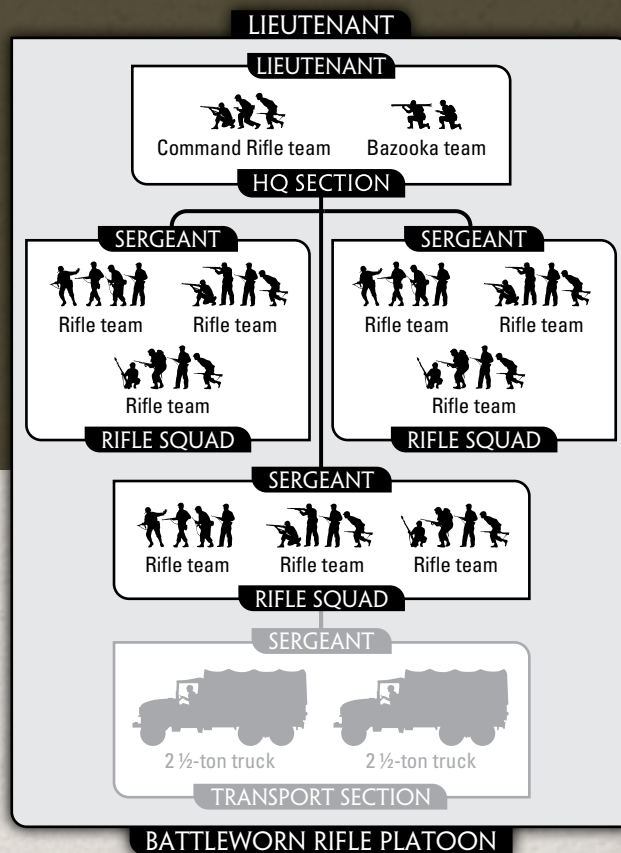 LIEUTENANT
LIEUTENANT
Command Rifle team
Bazooka team
HQ SECTION
SERGEANT
Rifle team
Rifle team
Rifle team
RIFLE SQUAD
SERGEANT
Rifle team
Rifle team
Rifle team
RIFLE SQUAD
SERGEANT
Rifle team
Rifle team
Rifle team
RIFLE SQUAD
SERGEANT
2 ½-ton truck
2 ½-ton truck
TRANSPORT SECTION
BATTLEWORN RIFLE PLATOON